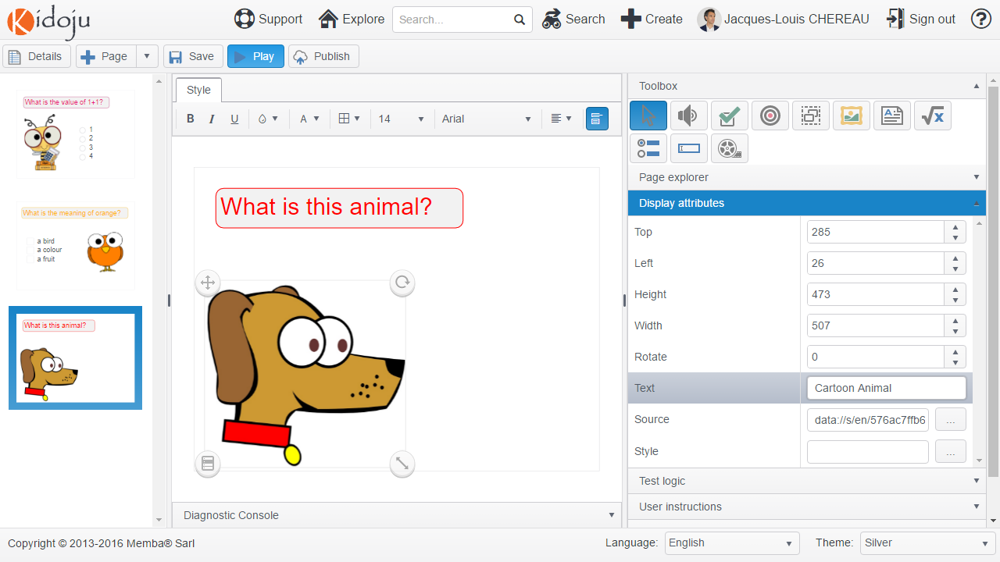 Kidoju
Support
Explore
Search...
Search
Create
Jacques-Louis CHEREAU
Sign out
?
Details
Page
Save
Play
Publish
What is the value of 1+1?
1
2
3
4
What is the meaning of orange?
a bird
a colour
a fruit
What is this animal?
Style
B I U A 14 Arial
What is this animal?
Diagnostic Console
Toolbox
Page explorer
Display attributes
Top 285
Left 26
Height 473
Width 507
Rotate 0
Text Cartoon Animal
Source data://s/en/576ac7ffb6 ...
Style ...
Test logic
User instructions
Copyright © 2013-2016 Memba® Sarl
Language: English
Theme: Silver